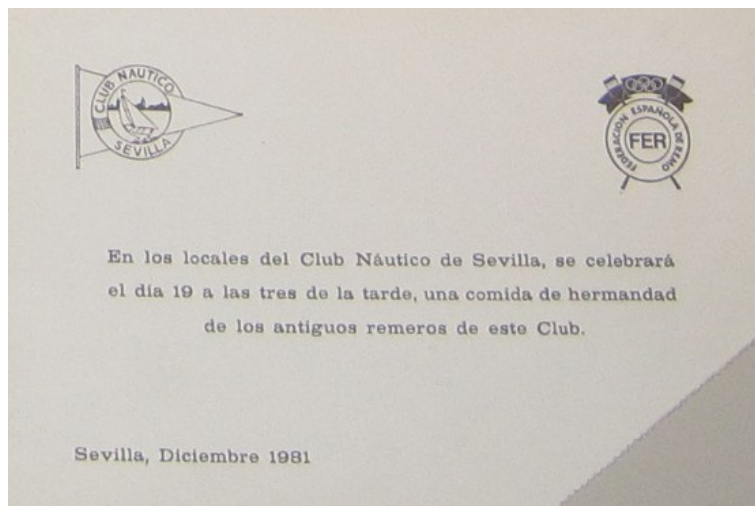 CLUB NAUTICO
SEVILLA
FEDERACION ESPAÑOLA DE REMO
FER
En los locales del Club Náutico de Sevilla, se celebrará
el día 19 a las tres de la tarde, una comida de hermandad
de los antiguos remeros de este Club.
Sevilla, Diciembre 1981